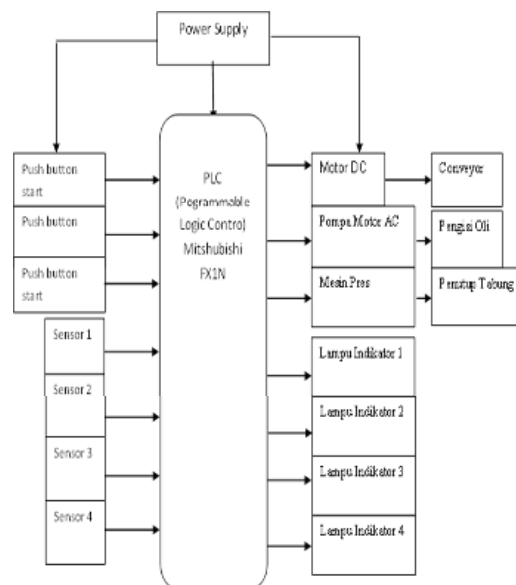 Power Supply
Push button
start
Push button
Push button
start
Sensor 1
Sensor 2
Sensor 3
Sensor 4
PLC
(Pogrammable
Logic Contro)
Mitshubishi
FX1N
Motor DC
Conveyor
Pompa Motor AC
Pengisi Oli
Mesin Pres
Penutup Tabung
Lampu Indikator 1
Lampu Indikator 2
Lampu Indikator 3
Lampu Indikator 4